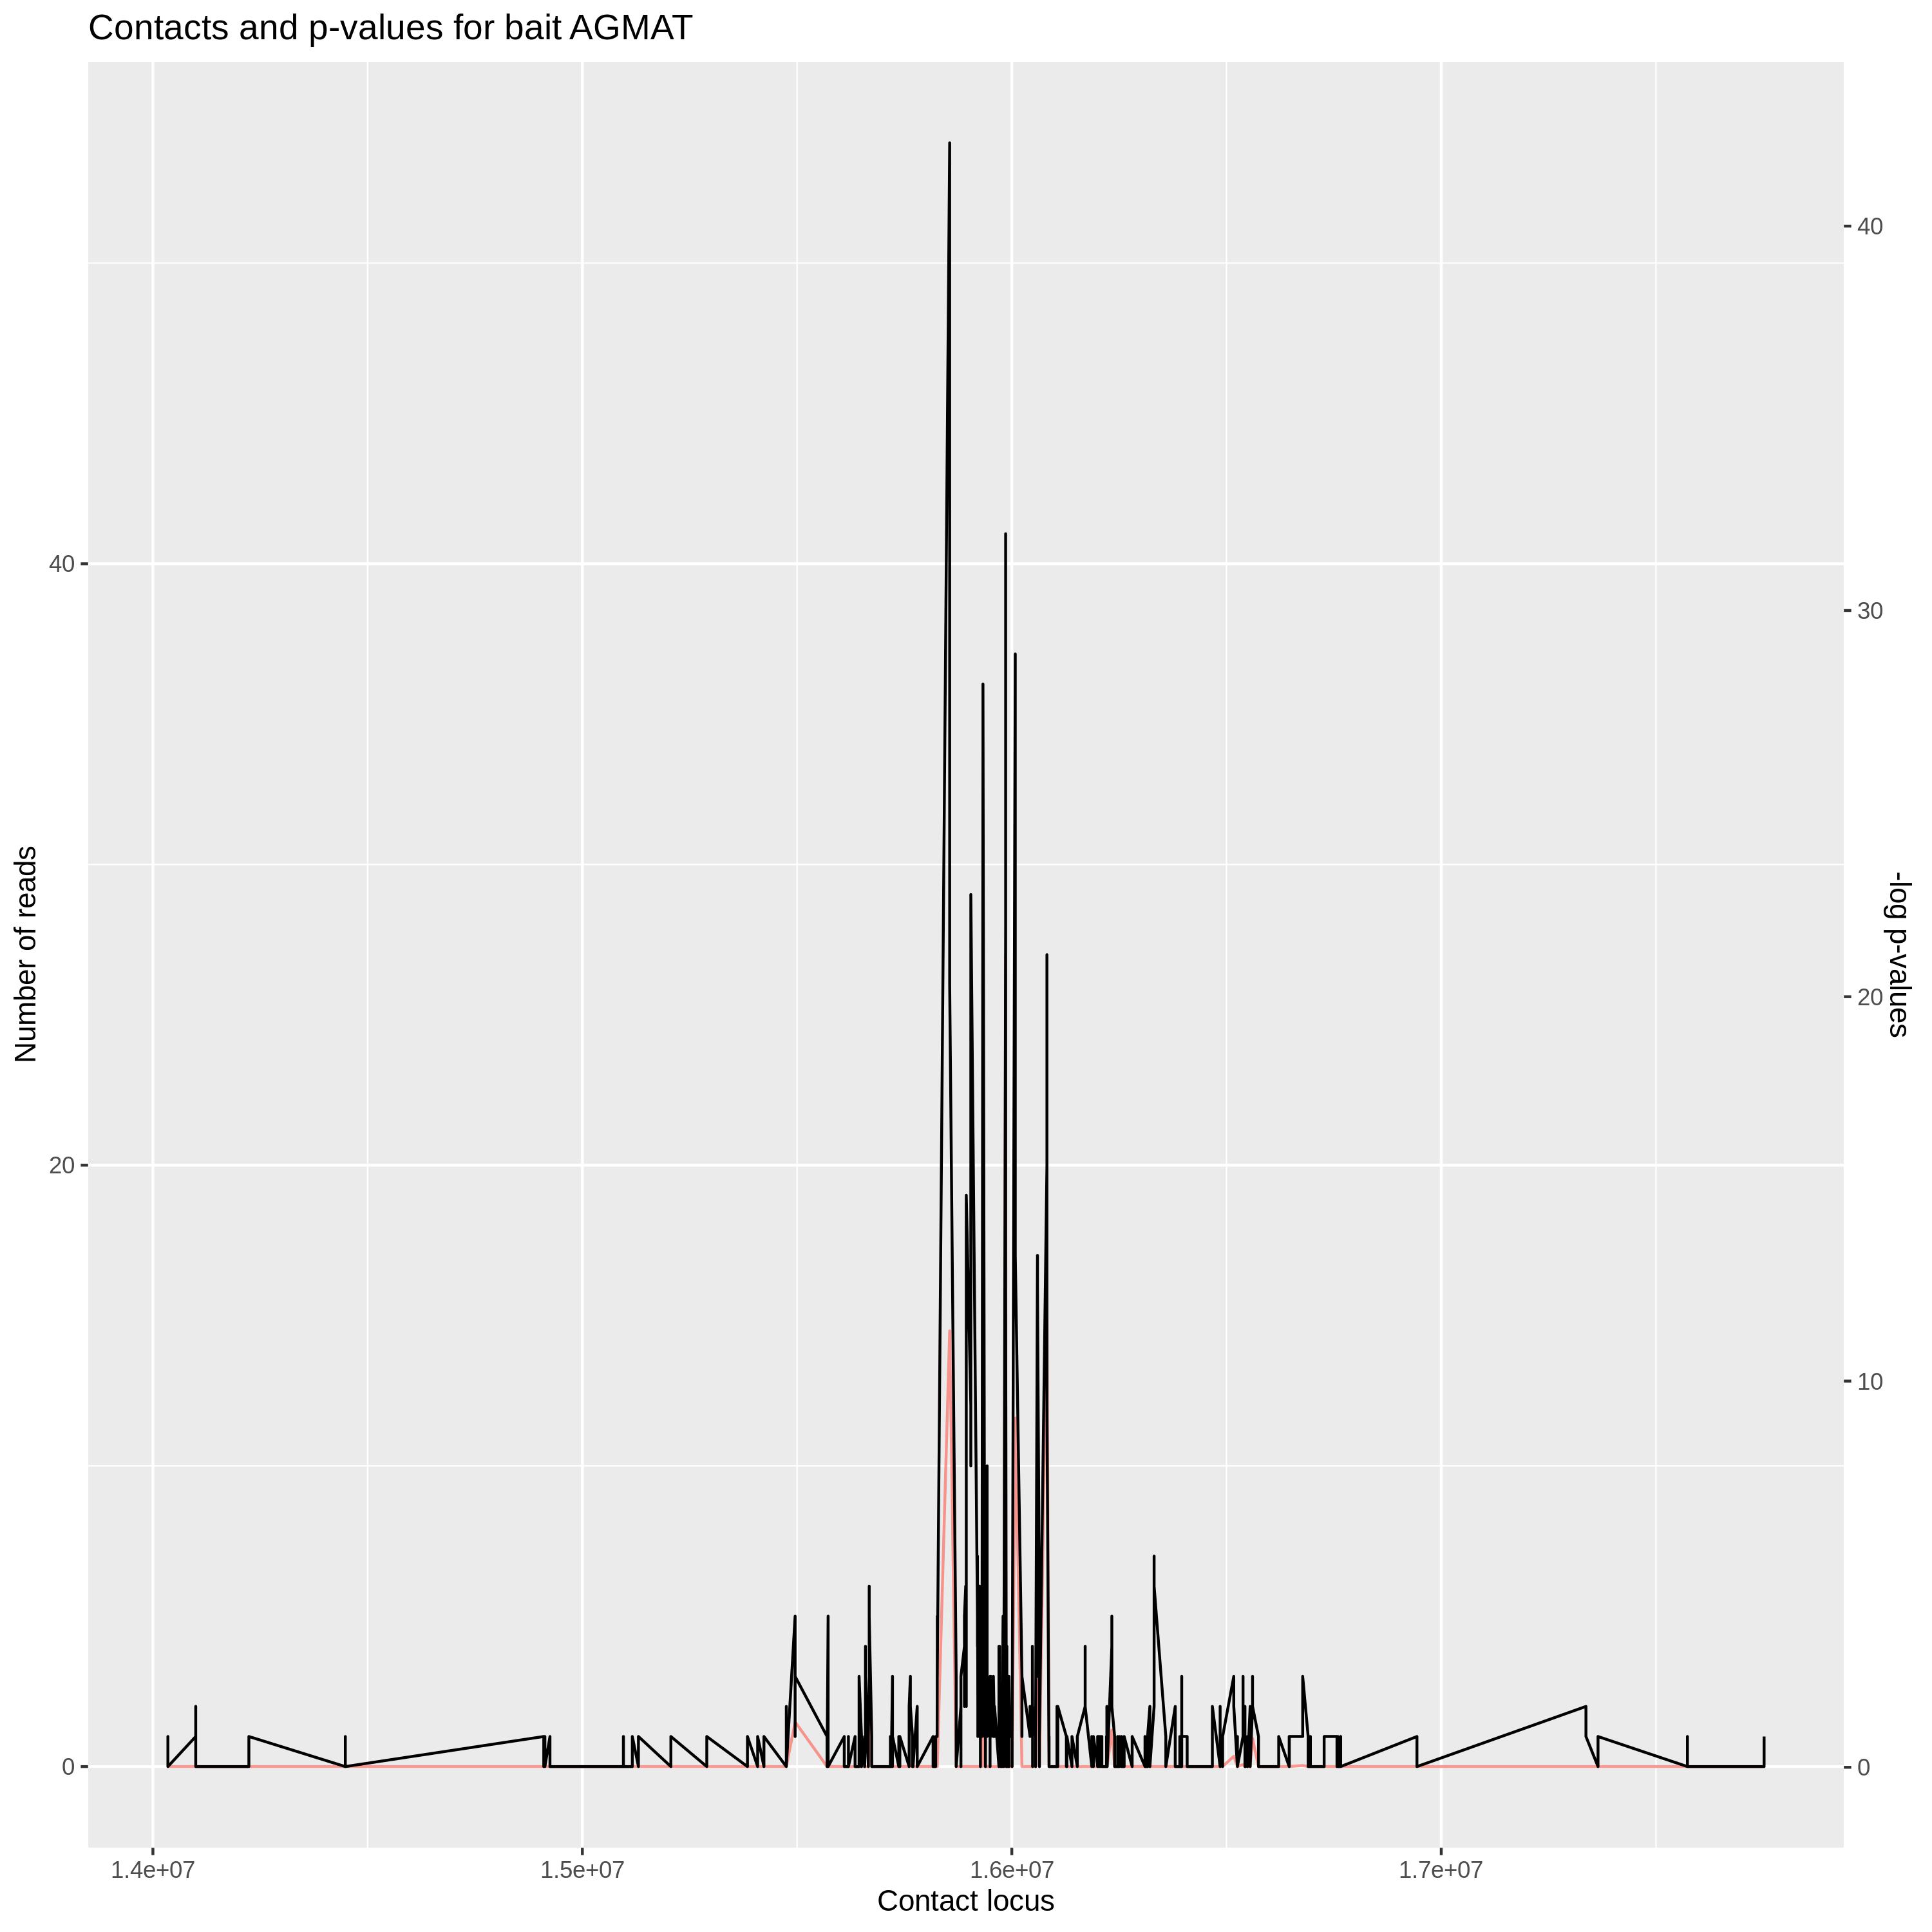 Contacts and p-values for bait AGMAT
40
20
0
Number of reads
40
30
20
10
0
-log p-values
1.4e+07 1.5e+07 1.6e+07 1.7e+07
Contact locus